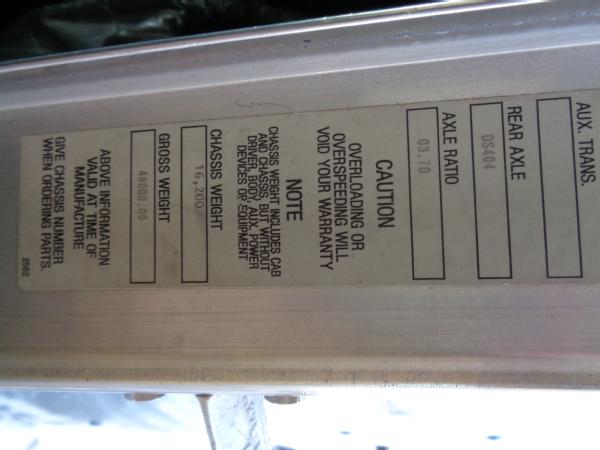 AUX. TRANS.
REAR AXLE
DS404
AXLE RATIO
03.70
CAUTION
OVERLOADING OR
OVERSPEEDING WILL
VOID YOUR WARRANTY
NOTE
CHASSIS WEIGHT INCLUDES CAB
AND CHASSIS, BUT WITHOUT
DRIVER, BODY, AUX. POWER
DEVICES OR EQUIPMENT
CHASSIS WEIGHT
16,200
GROSS WEIGHT
48000.00
ABOVE INFORMATION
VALID AT TIME OF
MANUFACTURE
GIVE CHASSIS NUMBER
WHEN ORDERING PARTS.
2562